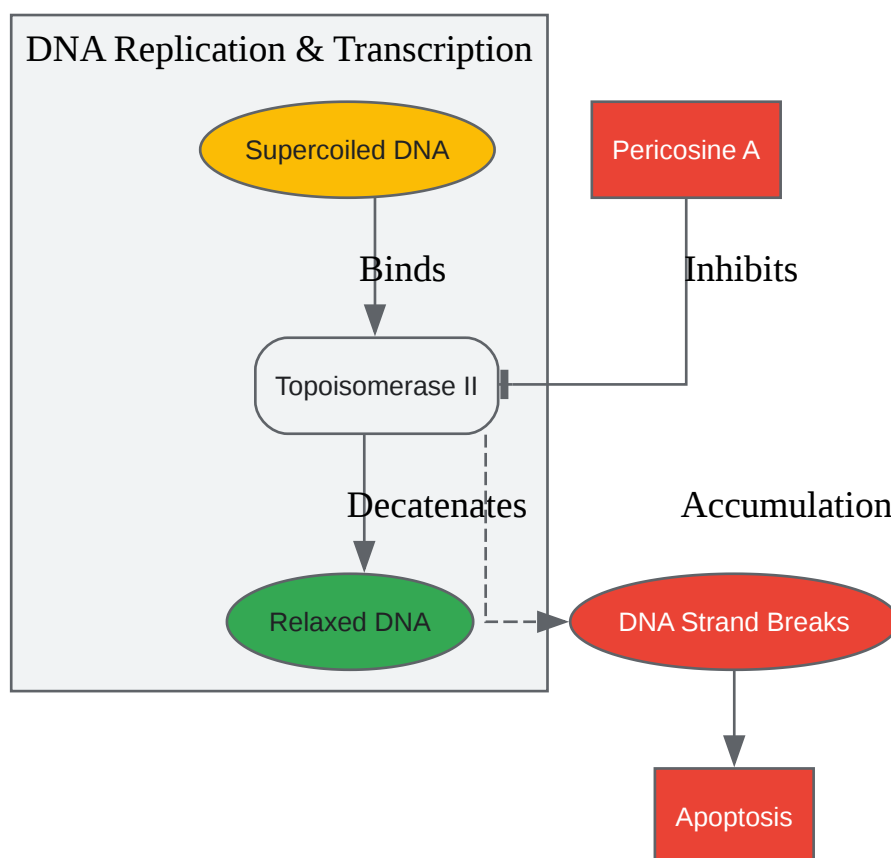 DNA Replication & Transcription
Supercoiled DNA
Pericosine A
Binds
Inhibits
Topoisomerase II
Decatenates
Accumulation
Relaxed DNA
DNA Strand Breaks
Apoptosis